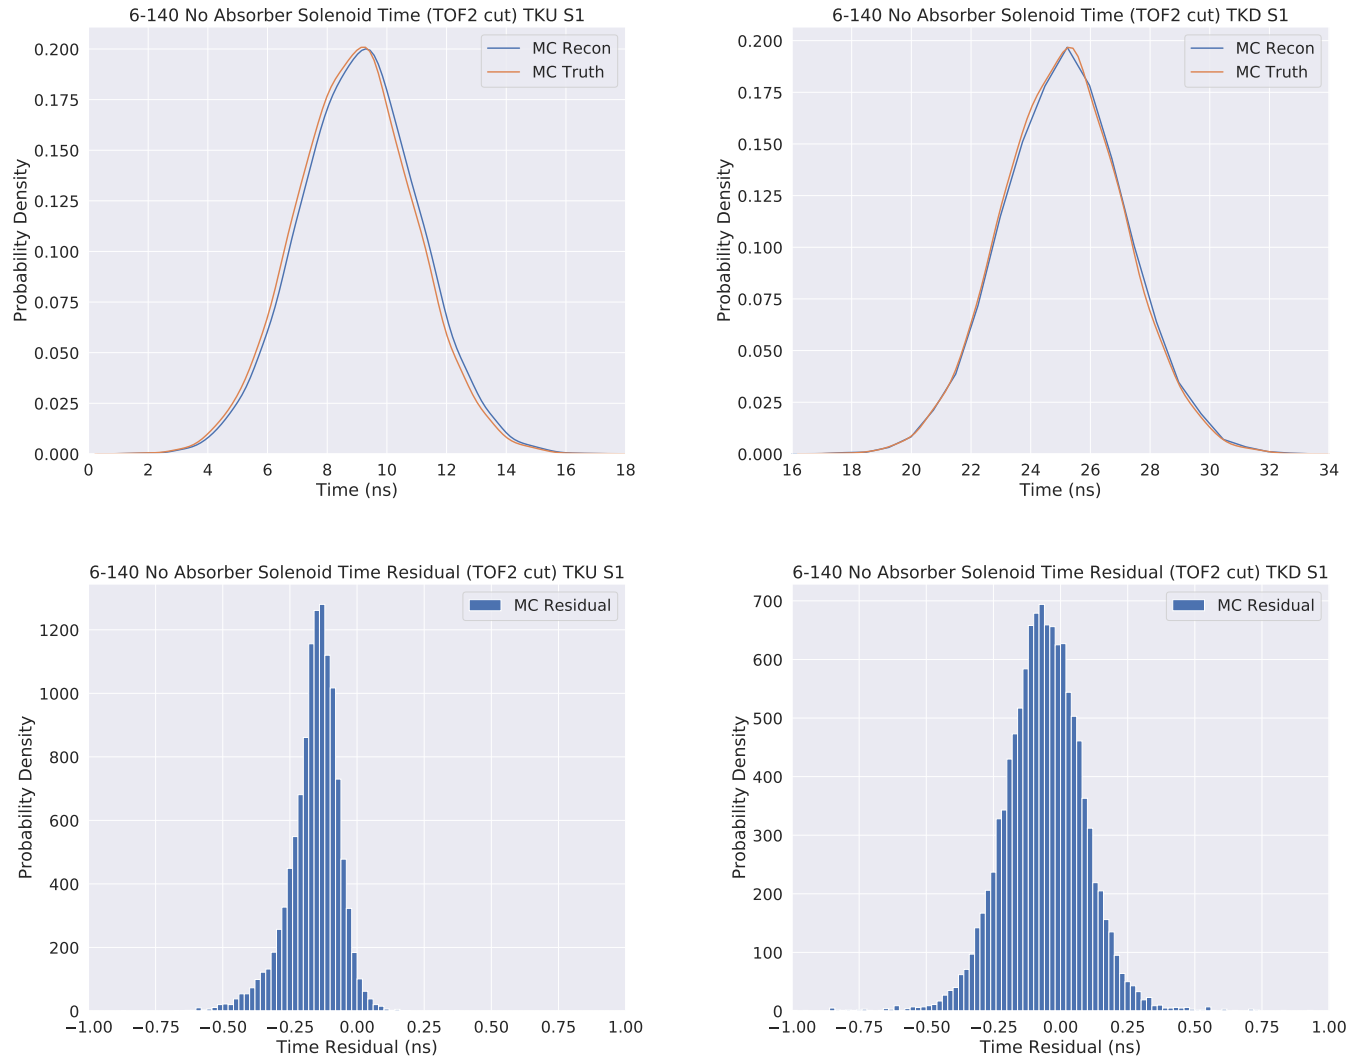 6-140 No Absorber Solenoid Time (TOF2 cut) TKU S1
MC Recon
MC Truth
0.200
0.175
0.150
0.125
0.100
0.075
0.050
0.025
0.000
Probability Density
0 2 4 6 8 10 12 14 16 18
Time (ns)
6-140 No Absorber Solenoid Time (TOF2 cut) TKD S1
MC Recon
MC Truth
0.200
0.175
0.150
0.125
0.100
0.075
0.050
0.025
0.000
Probability Density
16 18 20 22 24 26 28 30 32 34
Time (ns)
6-140 No Absorber Solenoid Time Residual (TOF2 cut) TKU S1
MC Residual
1200
1000
800
600
400
200
0
Probability Density
−1.00 −0.75 −0.50 −0.25 0.00 0.25 0.50 0.75 1.00
Time Residual (ns)
6-140 No Absorber Solenoid Time Residual (TOF2 cut) TKD S1
MC Residual
700
600
500
400
300
200
100
0
Probability Density
−1.00 −0.75 −0.50 −0.25 0.00 0.25 0.50 0.75 1.00
Time Residual (ns)